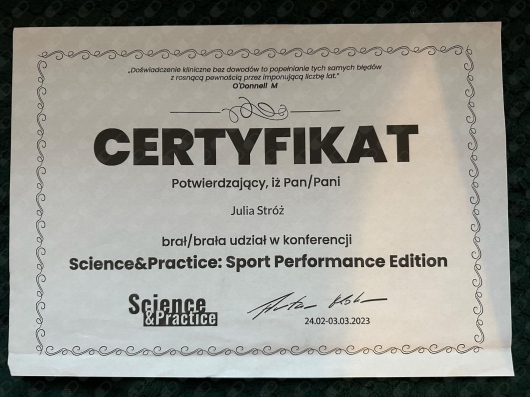 „Doświadczenie kliniczne bez dowodów to popełnianie tych samych błędów
z rosnącą pewnością przez imponującą liczbę lat."
O'Donnell M
CERTYFIKAT
Potwierdzający, iż Pan/Pani
Julia Stróż
brał/brała udział w konferencji
Science&Practice: Sport Performance Edition
Science
&Practice
24.02-03.03.2023